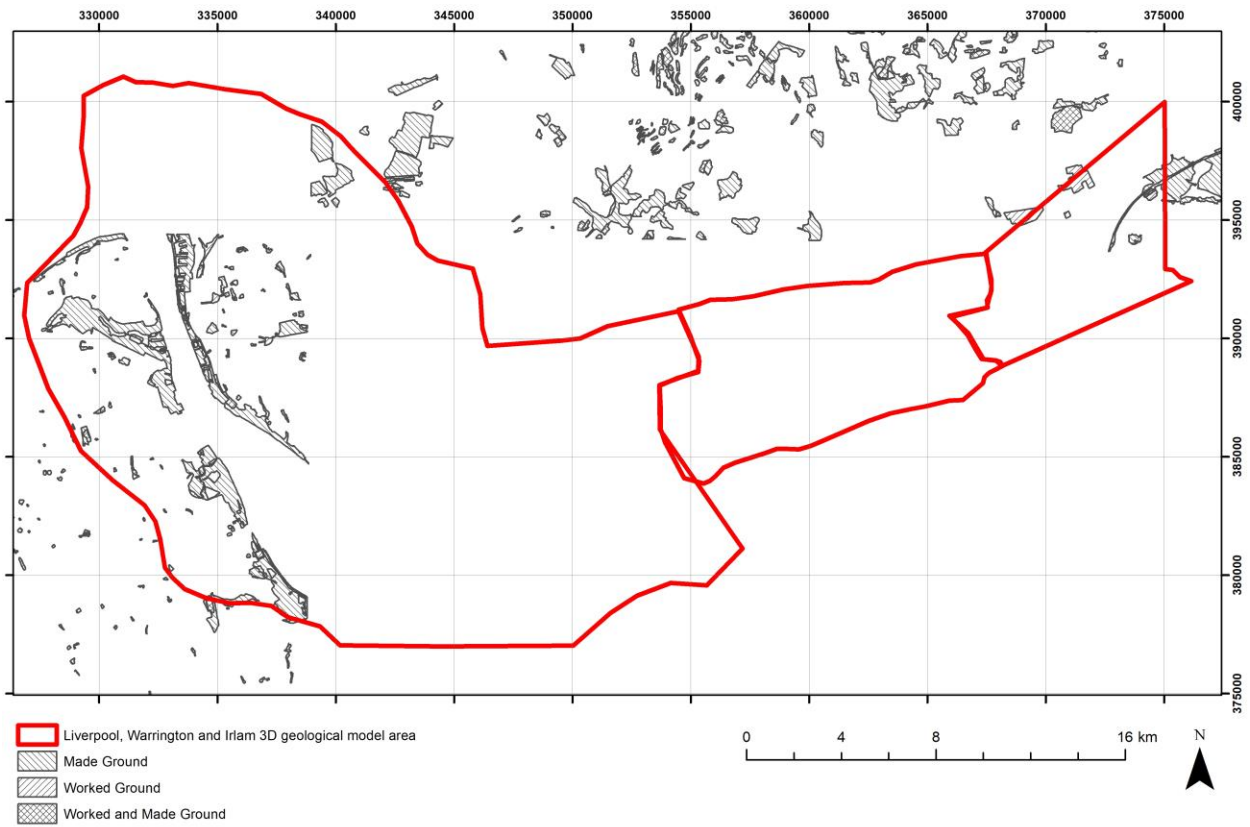 330000 335000 340000 345000 350000 355000 360000 365000 370000 375000
400000
395000
390000
385000
380000
375000
Liverpool, Warrington and Irlam 3D geological model area
Made Ground
Worked Ground
Worked and Made Ground
0 4 8 16 km
N